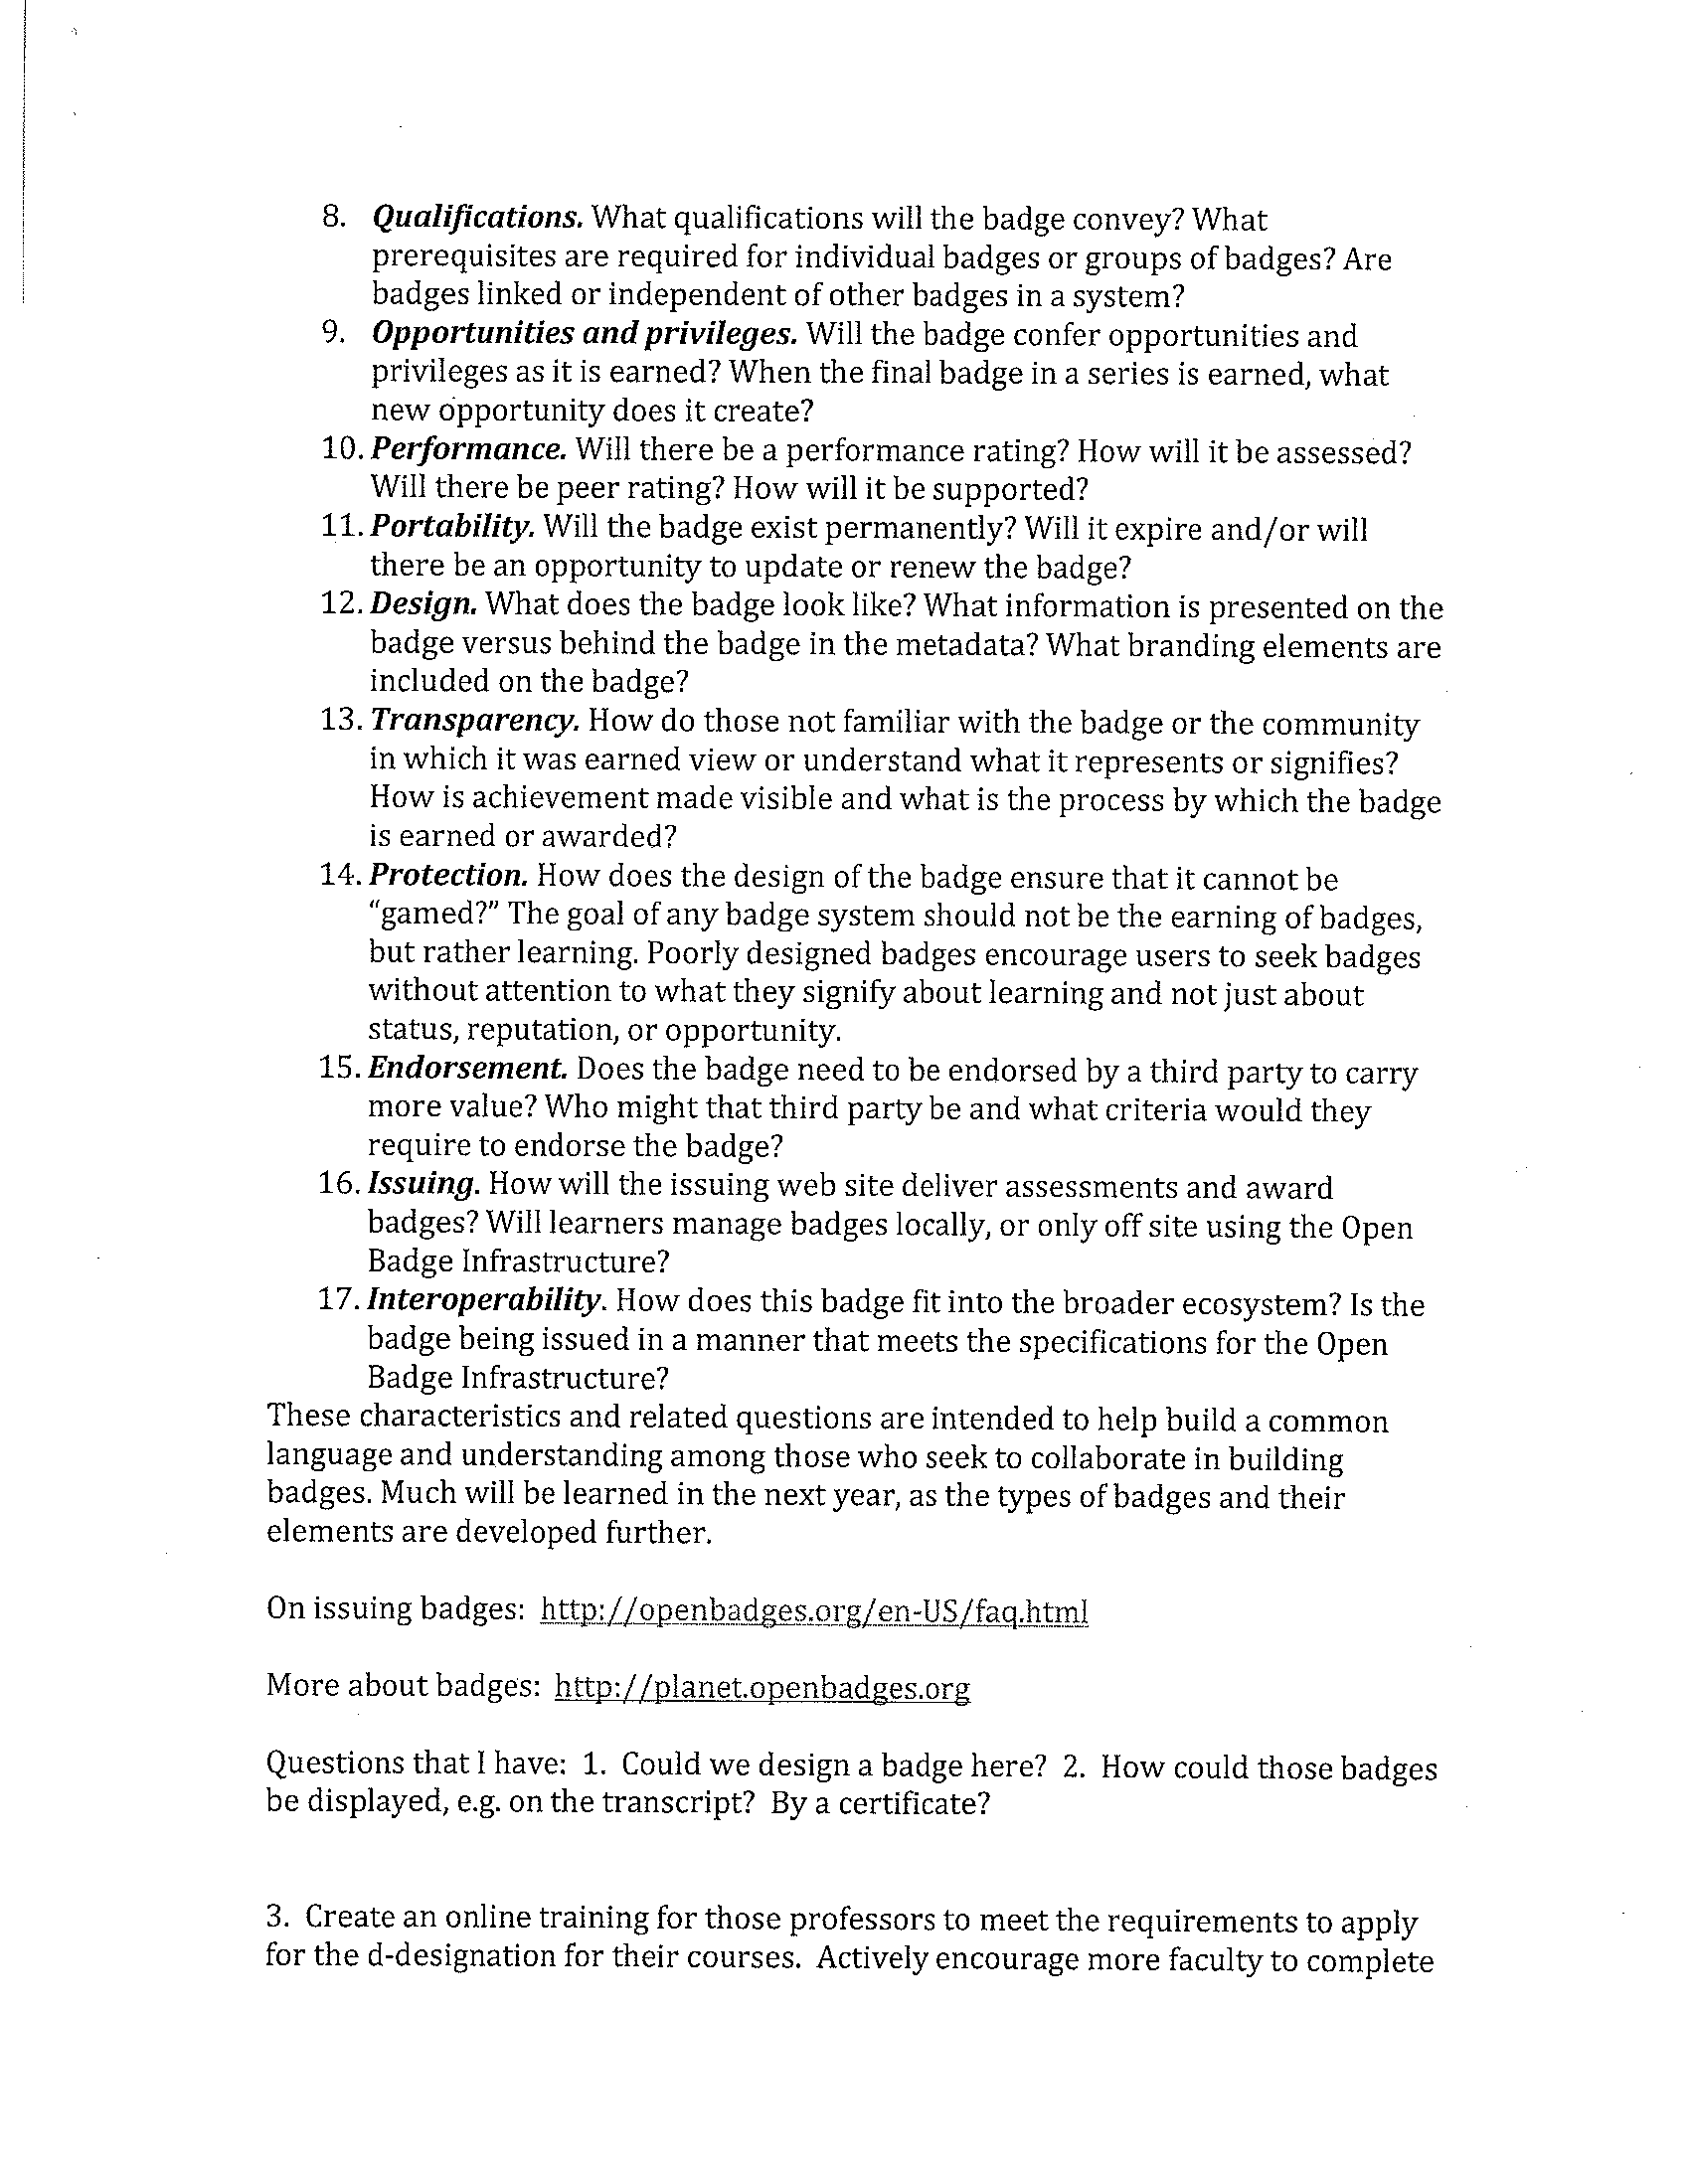 8. Qualifications. What qualifications will the badge convey? What
prerequisites are required for individual badges or groups of badges? Are
badges linked or independent of other badges in a system?
9. Opportunities and privileges. Will the badge confer opportunities and
privileges as it is earned? When the final badge in a series is earned, what
new opportunity does it create?
10. Performance. Will there be a performance rating? How will it be assessed?
Will there be peer rating? How will it be supported?
11. Portability. Will the badge exist permanently? Will it expire and/or will
there be an opportunity to update or renew the badge?
12. Design. What does the badge look like? What information is presented on the
badge versus behind the badge in the metadata? What branding elements are
included on the badge?
13. Transparency. How do those not familiar with the badge or the community
in which it was earned view or understand what it represents or signifies?
How is achievement made visible and what is the process by which the badge
is earned or awarded?
14. Protection. How does the design of the badge ensure that it cannot be
“gamed?” The goal of any badge system should not be the earning of badges,
but rather learning. Poorly designed badges encourage users to seek badges
without attention to what they signify about learning and not just about
status, reputation, or opportunity.
15. Endorsement. Does the badge need to be endorsed by a third party to carry
more value? Who might that third party be and what criteria would they
require to endorse the badge?
16. Issuing. How will the issuing web site deliver assessments and award
badges? Will learners manage badges locally, or only off site using the Open
Badge Infrastructure?
17. Interoperability. How does this badge fit into the broader ecosystem? Is the
badge being issued in a manner that meets the specifications for the Open
Badge Infrastructure?
These characteristics and related questions are intended to help build a common
language and understanding among those who seek to collaborate in building
badges. Much will be learned in the next year, as the types of badges and their
elements are developed further.
On issuing badges: http://openbadges.org/en-US/faq.html
More about badges: http://planet.openbadges.org
Questions that I have: 1. Could we design a badge here? 2. How could those badges
be displayed, e.g. on the transcript? By a certificate?
3. Create an online training for those professors to meet the requirements to apply
for the d-designation for their courses. Actively encourage more faculty to complete